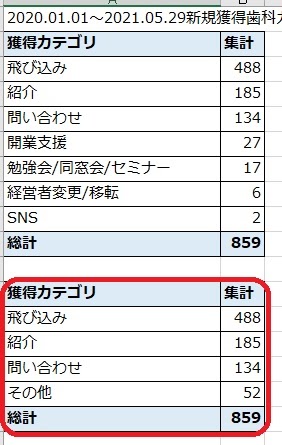 2020.01.01～2021.05.29新規獲得歯科
獲得カテゴリ 集計
飛び込み 488
紹介 185
問い合わせ 134
開業支援 27
勉強会/同窓会/セミナー 17
経営者変更/移転 6
SNS 2
総計 859
獲得カテゴリ 集計
飛び込み 488
紹介 185
問い合わせ 134
その他 52
総計 859